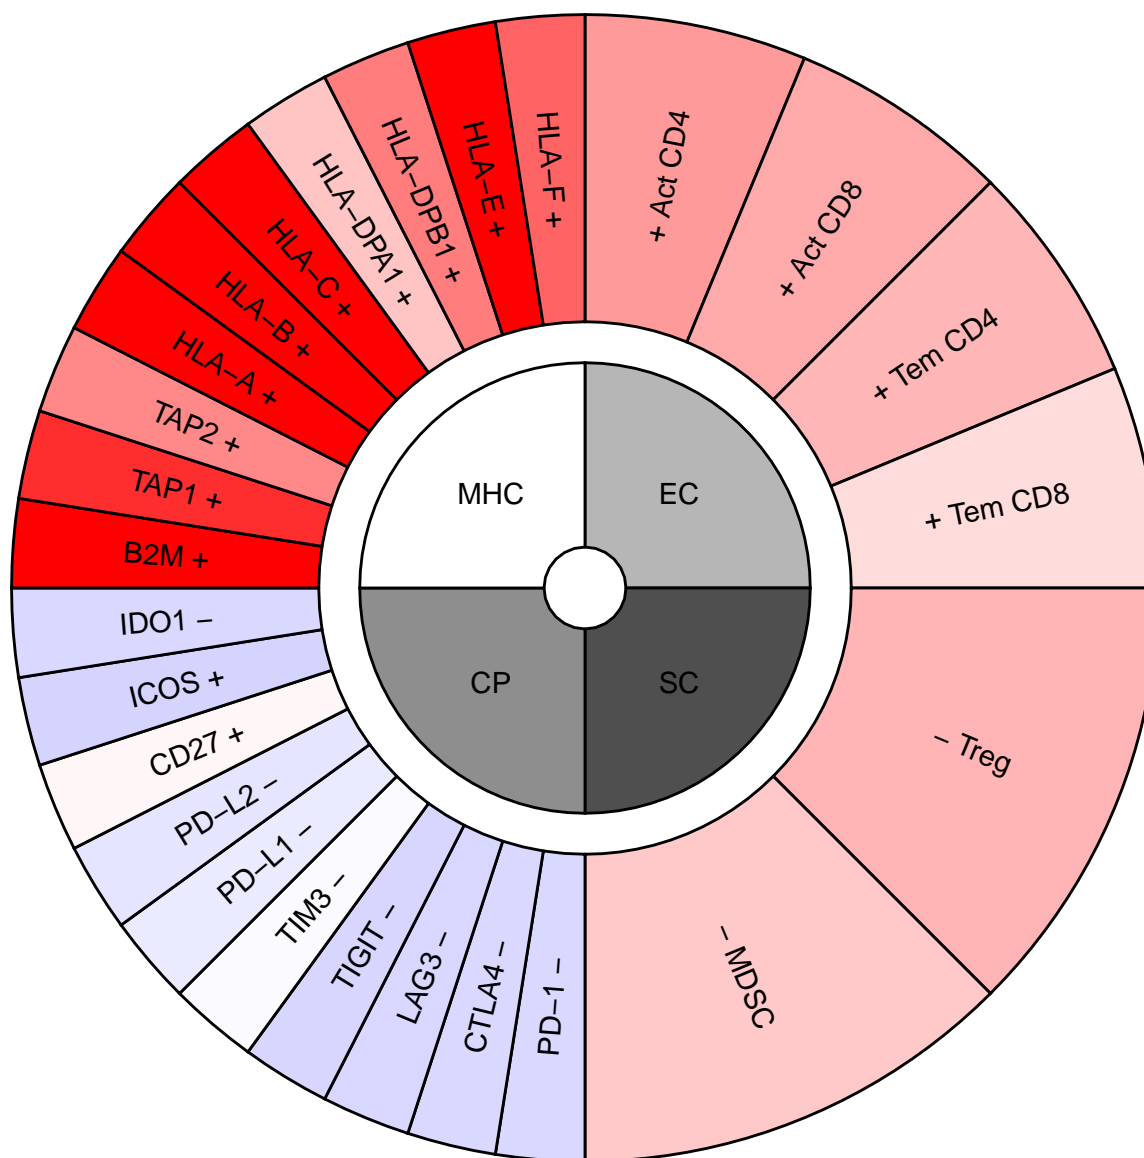 HLA–F +
HLA–E +
HLA–DPB1 +
HLA–DPA1 +
HLA–C +
HLA–B +
HLA–A +
TAP2 +
TAP1 +
B2M +
+ Act CD4
+ Act CD8
+ Tem CD4
+ Tem CD8
MHC
EC
CP
SC
IDO1 –
ICOS +
CD27 +
PD–L2 –
PD–L1 –
TIM3 –
TIGIT –
LAG3 –
CTLA4 –
PD–1 –
– Treg
– MDSC